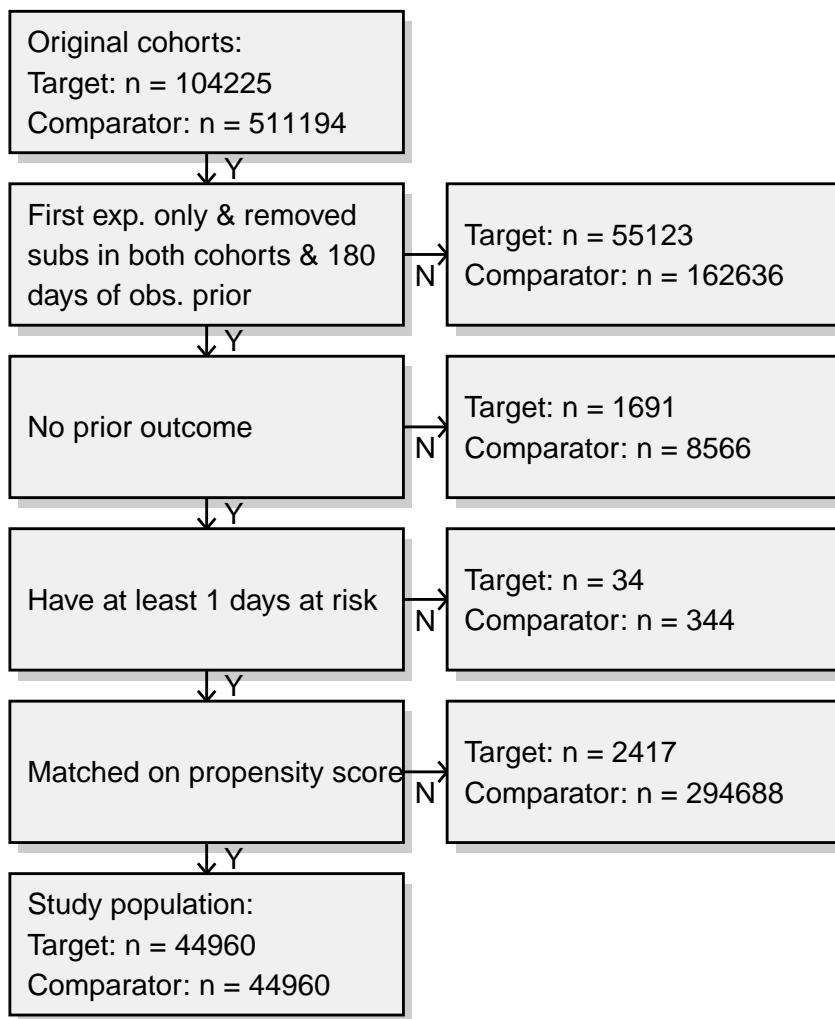 Original cohorts:
Target: n = 104225
Comparator: n = 511194
Y
First exp. only & removed
subs in both cohorts & 180
days of obs. prior
N
Target: n = 55123
Comparator: n = 162636
Y
No prior outcome
N
Target: n = 1691
Comparator: n = 8566
Y
Have at least 1 days at risk
N
Target: n = 34
Comparator: n = 344
Y
Matched on propensity score
N
Target: n = 2417
Comparator: n = 294688
Y
Study population:
Target: n = 44960
Comparator: n = 44960